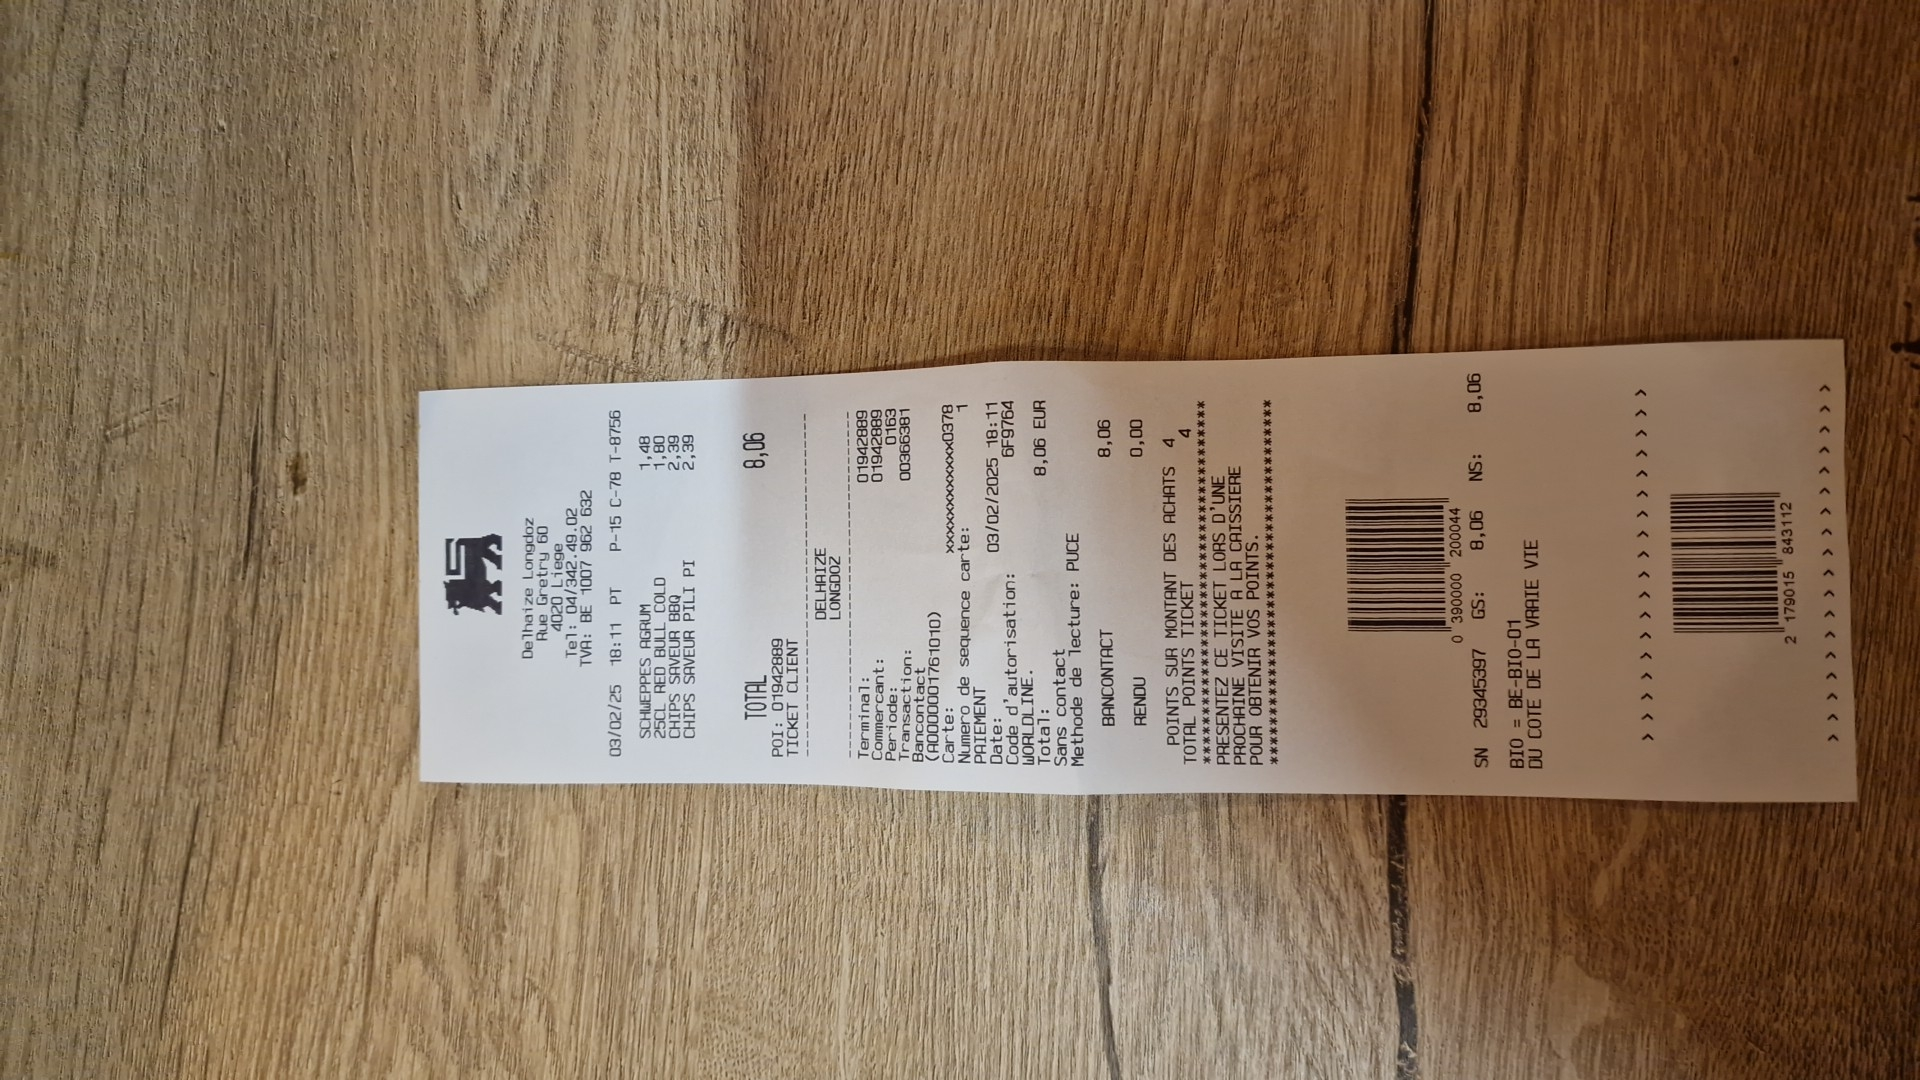 Delhaize Longdoz
Rue Gretry 60
4020 Liege
Tel: 04/342.49.02
TVA: BE 1007 962 632
03/02/25 18:11 PT P-15 C-78 T-8756
SCHWEPPES AGRUM 1,48
25CL RED BULL COLD 1,80
CHIPS SAVEUR BBQ 2,39
CHIPS SAVEUR PILI PI 2,39
TOTAL 8,06
POI: 01942889
TICKET CLIENT
--------------------------------
DELHAIZE
LONGDOZ
--------------------------------
Terminal: 01942889
Commercant: 01942889
Periode: 0163
Transaction: 00366381
Bancontact
(A0000001761010)
Carte: xxxxxxxxxxxxxxx0378
Numero de sequence carte: 1
PAIEMENT
Date: 03/02/2025 18:11
Code d'autorisation: 6F9764
WORLDLINE.
Total: 8,06 EUR
Sans contact
Methode de lecture: PUCE
BANCONTACT 8,06
RENDU 0,00
POINTS SUR MONTANT DES ACHATS 4
TOTAL POINTS TICKET 4
**************************************
PRESENTEZ CE TICKET LORS D'UNE
PROCHAINE VISITE A LA CAISSIERE
POUR OBTENIR VOS POINTS.
**************************************
0 390000 200044
SN 29345397 GS: 8,06 NS: 8,06
BIO = BE-BIO-01
DU COTE DE LA VRAIE VIE
> > > > > > > > > > > > > > > > > > >
2 179015 843112
> > > > > > > > > > > > > > > > > > >